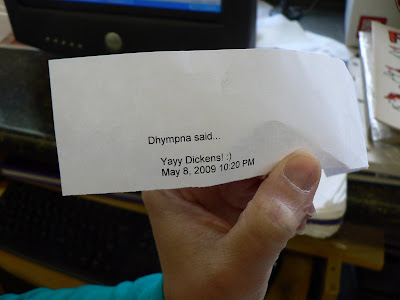 Dhympna said...
Yayy Dickens! :)
May 8, 2009 10:20 PM